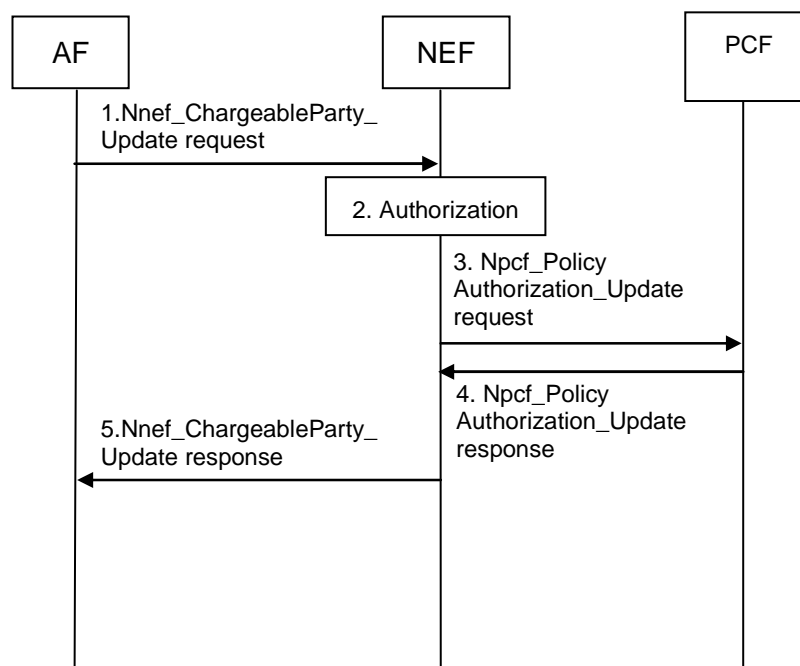 AF
NEF
PCF
1.Nnef_ChargeableParty_
Update request
2. Authorization
3. Npcf_Policy
Authorization_Update
request
4. Npcf_Policy
Authorization_Update
response
5.Nnef_ChargeableParty_
Update response